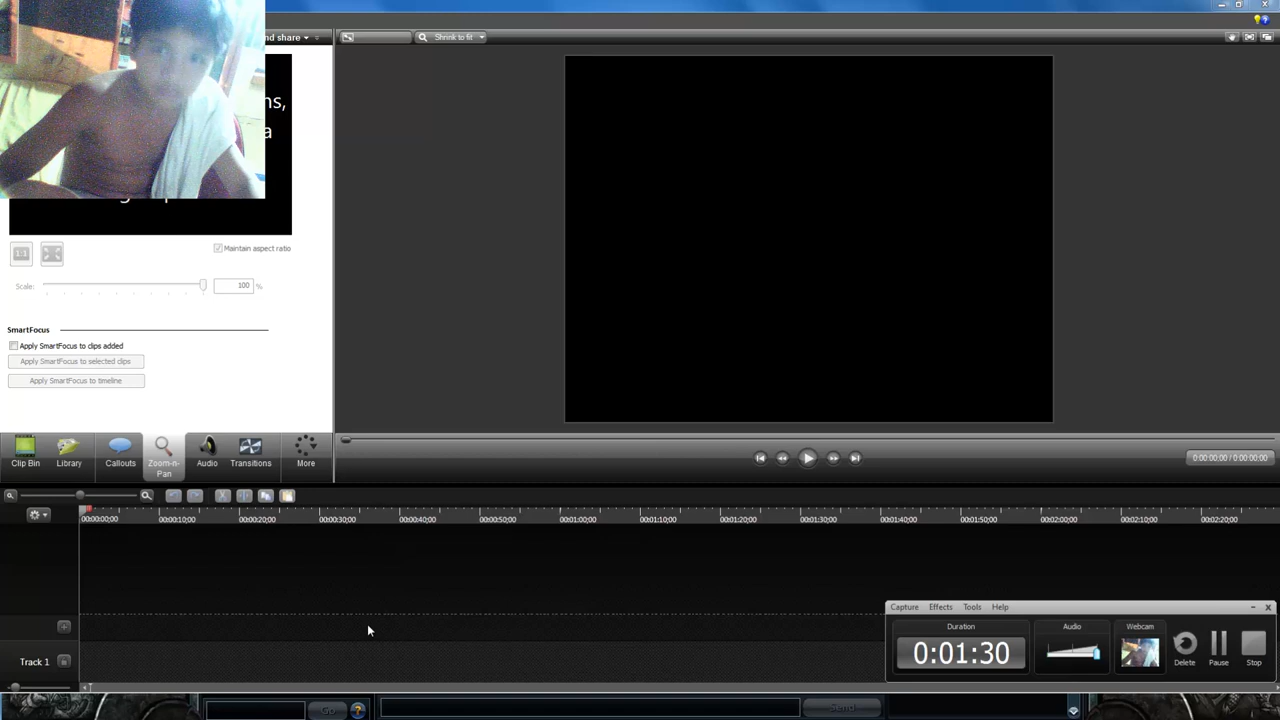 nd share
Shrink to fit
ns,
a
Maintain aspect ratio
1:1
Scale:
100 %
SmartFocus
Apply SmartFocus to clips added
Apply SmartFocus to selected clips
Apply SmartFocus to timeline
Clip Bin
Library
Callouts
Zoom-n-
Pan
Audio
Transitions
More
0:00:00;00 / 0:00:00;00
00:00:00;00
00:00:10;00
00:00:20;00
00:00:30;00
00:00:40;00
00:00:50;00
00:01:00;00
00:01:10;00
00:01:20;00
00:01:30;00
00:01:40;00
00:01:50;00
00:02:00;00
00:02:10;00
00:02:20;00
Track 1
Capture Effects Tools Help
Duration
0:01:30
Audio
Webcam
Delete
Pause
Stop
Go
Send